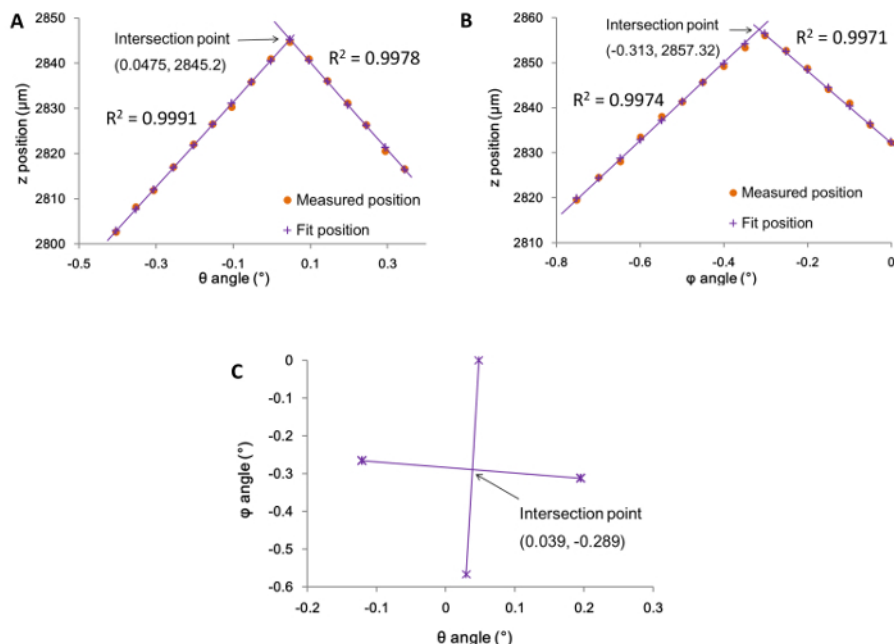 A
2850
2840
2830
2820
2810
2800
z position (μm)
Intersection point
(0.0475, 2845.2)
R² = 0.9978
R² = 0.9991
Measured position
Fit position
-0.5
-0.3
-0.1
0.1
0.3
θ angle (°)
B
2860
2850
2840
2830
2820
2810
z position (μm)
Intersection point
(-0.313, 2857.32)
R² = 0.9971
R² = 0.9974
Measured position
Fit position
-0.8
-0.6
-0.4
-0.2
0
φ angle (°)
C
0
-0.1
-0.2
-0.3
-0.4
-0.5
-0.6
φ angle (°)
Intersection point
(0.039, -0.289)
-0.2
-0.1
0
0.1
0.2
0.3
θ angle (°)